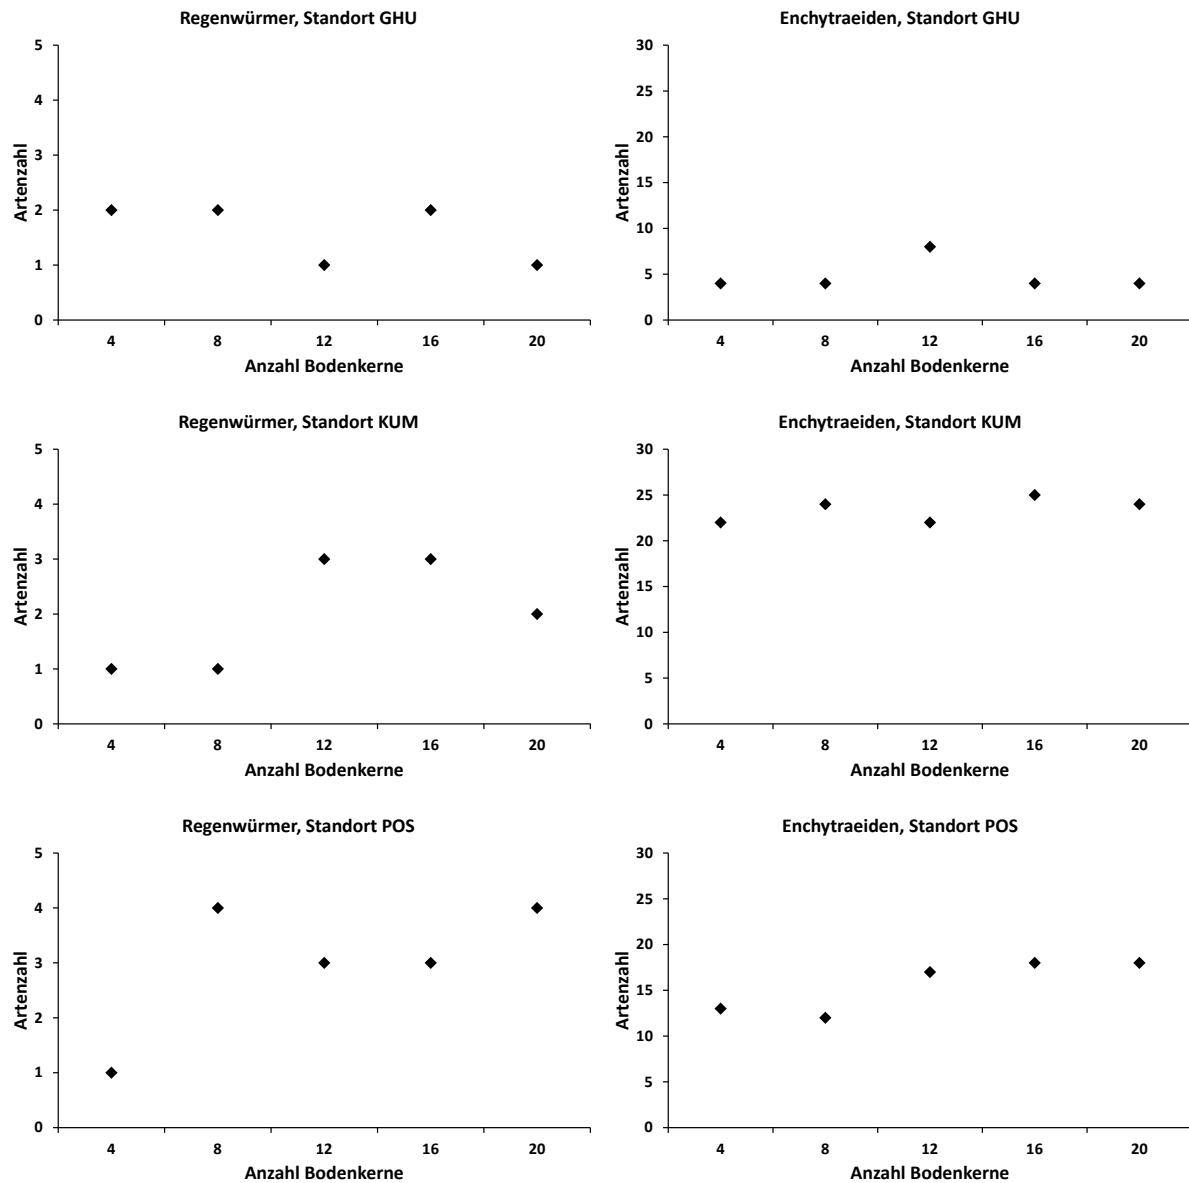 Regenwürmer, Standort GHU
5
4
3
2
1
0
Artenzahl
4 8 12 16 20
Anzahl Bodenkerne
Enchytraeiden, Standort GHU
30
25
20
15
10
5
0
Artenzahl
4 8 12 16 20
Anzahl Bodenkerne
Regenwürmer, Standort KUM
5
4
3
2
1
0
Artenzahl
4 8 12 16 20
Anzahl Bodenkerne
Enchytraeiden, Standort KUM
30
25
20
15
10
5
0
Artenzahl
4 8 12 16 20
Anzahl Bodenkerne
Regenwürmer, Standort POS
5
4
3
2
1
0
Artenzahl
4 8 12 16 20
Anzahl Bodenkerne
Enchytraeiden, Standort POS
30
25
20
15
10
5
0
Artenzahl
4 8 12 16 20
Anzahl Bodenkerne